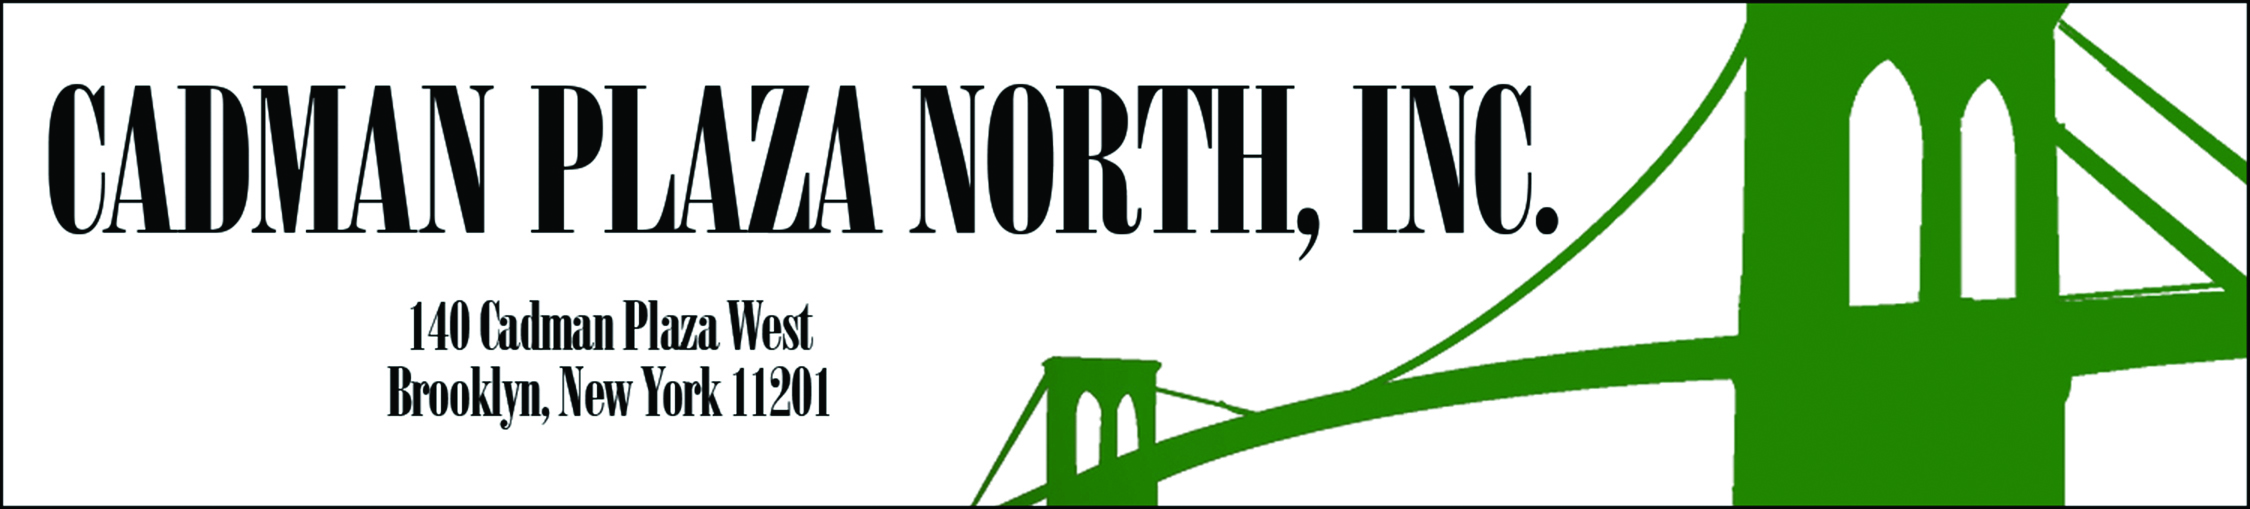 CADMAN PLAZA NORTH, INC.
140 Cadman Plaza West
Brooklyn, New York 11201